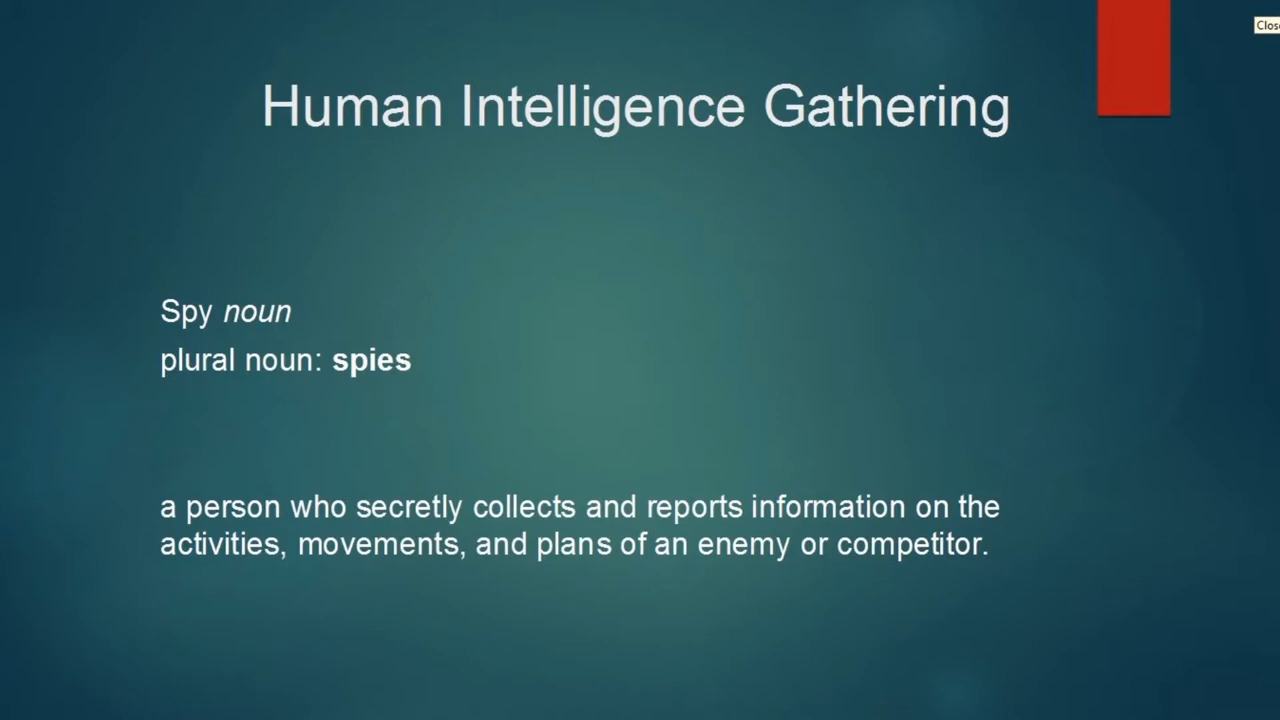 Human Intelligence Gathering
Spy noun
plural noun: spies
a person who secretly collects and reports information on the
activities, movements, and plans of an enemy or competitor.